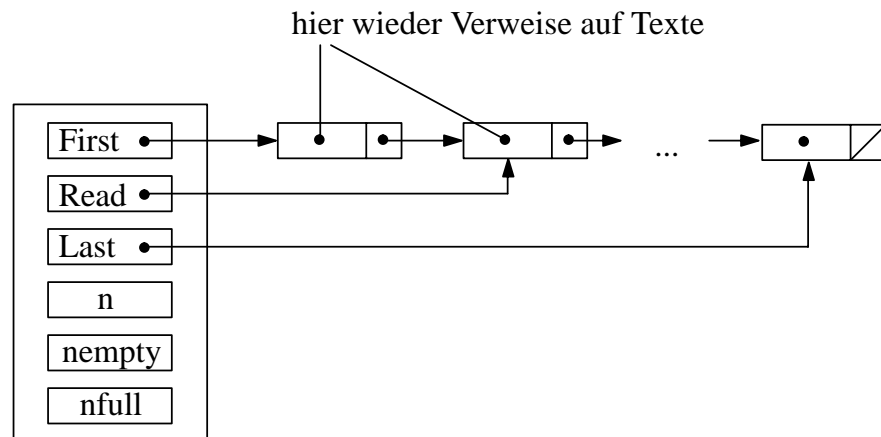 hier wieder Verweise auf Texte
First
...
Read
Last
n
nempty
nfull